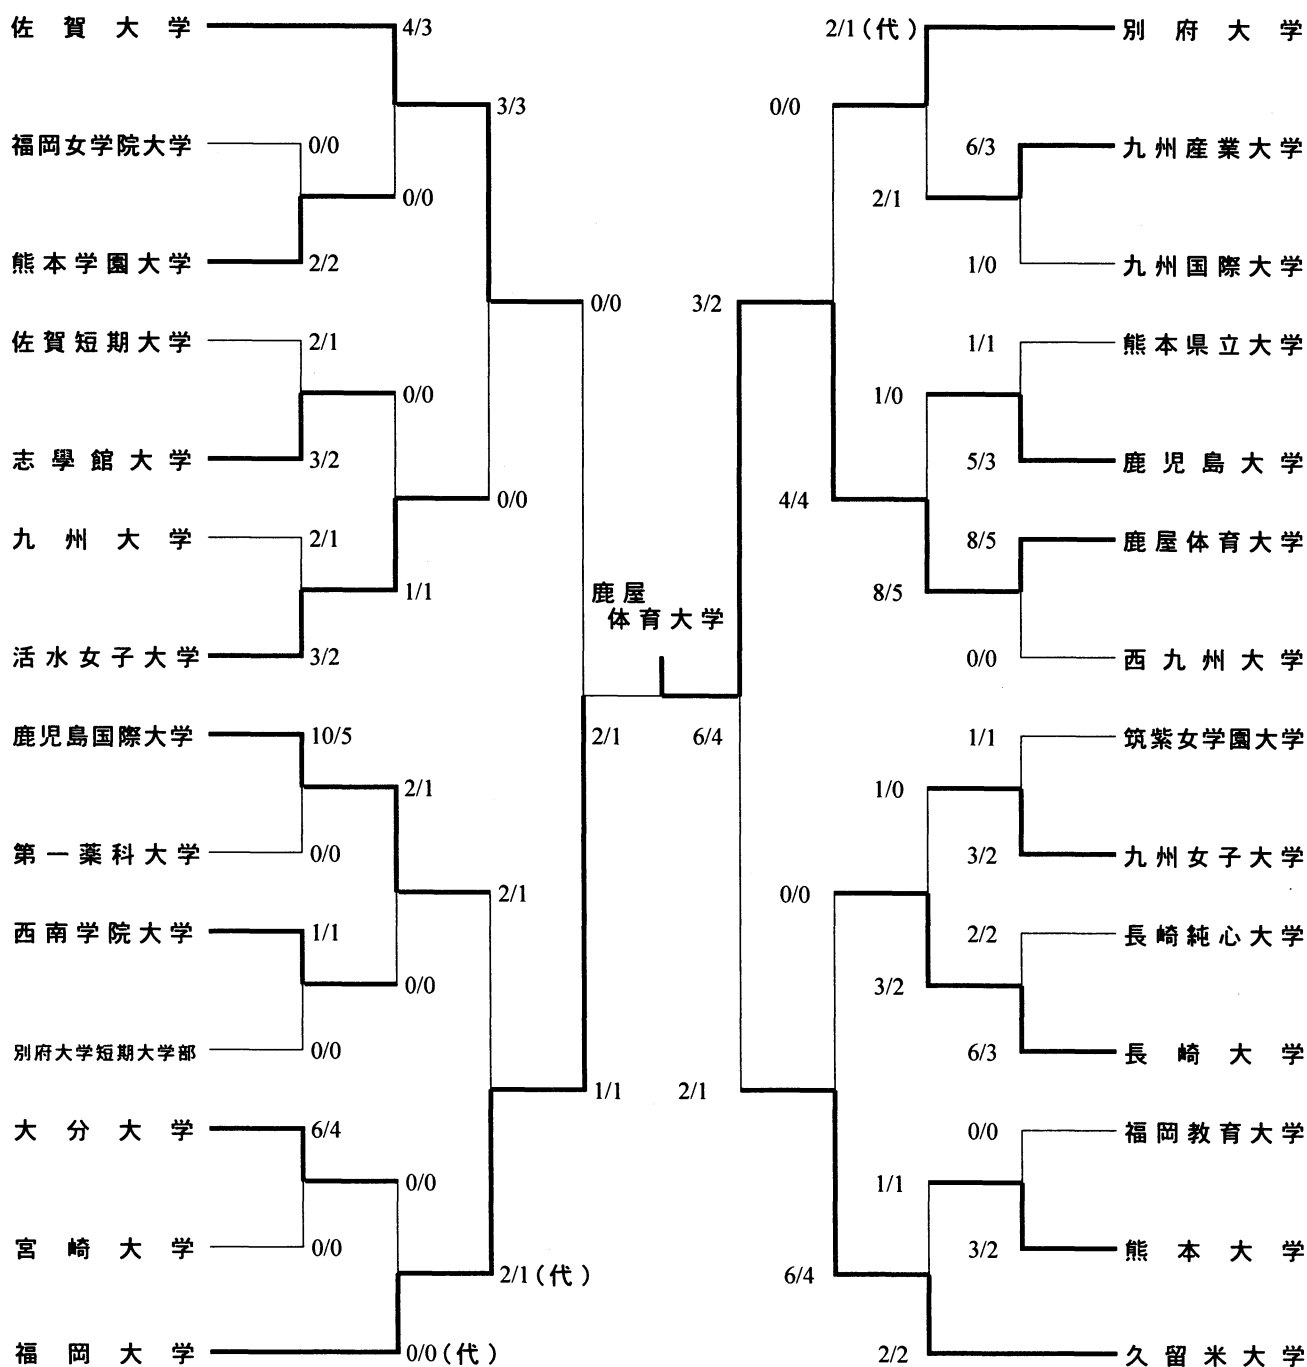 佐賀大学 4/3
3/3
福岡女学院大学 0/0
0/0
熊本学園大学 2/2
0/0
佐賀短期大学 2/1
0/0
志學館大学 3/2
0/0
九州大学 2/1
1/1
活水女子大学 3/2
鹿児島国際大学 10/5
2/1
第一薬科大学 0/0
2/1
西南学院大学 1/1
0/0
別府大学短期大学部 0/0
1/1
大分大学 6/4
0/0
宮崎大学 0/0
2/1(代)
福岡大学 0/0(代)
鹿屋
体育大学
2/1 6/4
2/1(代) 別府大学
0/0
6/3 九州産業大学
2/1
1/0 九州国際大学
3/2
1/1 熊本県立大学
1/0
5/3 鹿児島大学
4/4
8/5 鹿屋体育大学
8/5
0/0 西九州大学
1/1 筑紫女学園大学
1/0
3/2 九州女子大学
0/0
2/2 長崎純心大学
3/2
6/3 長崎大学
2/1
0/0 福岡教育大学
1/1
3/2 熊本大学
6/4
2/2 久留米大学